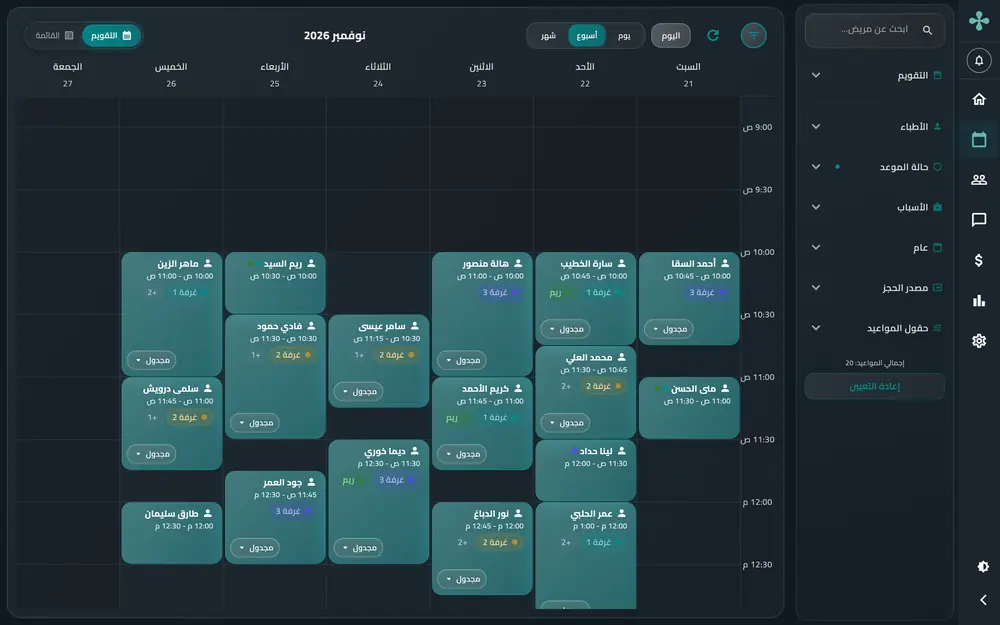 ابحث عن مريض...
التقويم
الأطباء
حالة الموعد
الأسباب
عام
مصدر الحجز
حقول المواعيد
إجمالي المواعيد: 20
إعادة التعيين
اليوم
يوم
أسبوع
شهر
نوفمبر 2026
التقويم
القائمة
السبت
21
الأحد
22
الاثنين
23
الثلاثاء
24
الأربعاء
25
الخميس
26
الجمعة
27
9:00 ص
9:30 ص
10:00 ص
10:30 ص
11:00 ص
11:30 ص
12:00 م
12:30 م
أحمد السقا
10:00 ص - 10:45 ص
غرفة 3
مجدول
منى الحسن
11:00 ص - 11:30 ص
سارة الخطيب
10:00 ص - 10:45 ص
غرفة 1
ريم
مجدول
محمد العلي
10:45 ص - 11:30 ص
غرفة 2
+2
مجدول
لينا حداد
11:30 ص - 12:00 م
عمر الحلبي
12:00 م - 1:00 م
غرفة 1
+2
هالة منصور
10:00 ص - 11:00 ص
غرفة 3
مجدول
كريم الأحمد
11:00 ص - 11:45 ص
غرفة 1
ريم
مجدول
نور الدباغ
12:00 م - 12:45 م
غرفة 2
+2
مجدول
سامر عيسى
10:30 ص - 11:15 ص
غرفة 2
+1
مجدول
ديما خوري
11:30 ص - 12:30 م
غرفة 3
ريم
مجدول
ريم السيد
10:00 ص - 10:30 ص
فادي حمود
10:30 ص - 11:30 ص
غرفة 2
+1
مجدول
جود العمر
11:45 ص - 12:30 م
غرفة 3
مجدول
ماهر الزين
10:00 ص - 11:00 ص
غرفة 1
+2
مجدول
سلمى درويش
11:00 ص - 11:45 ص
غرفة 2
+1
مجدول
طارق سليمان
12:00 م - 12:30 م